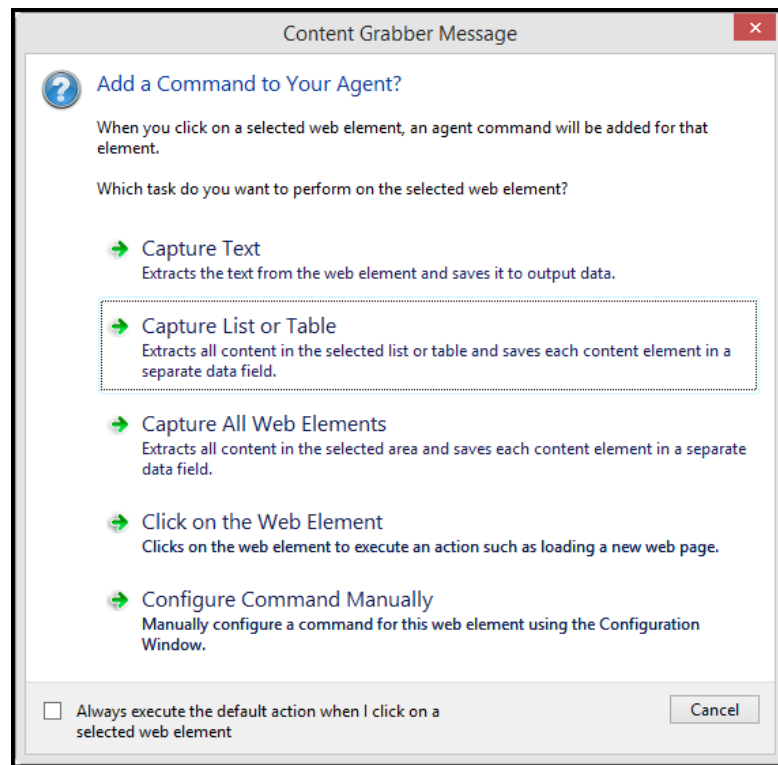 Content Grabber Message
Add a Command to Your Agent?
When you click on a selected web element, an agent command will be added for that
element.
Which task do you want to perform on the selected web element?
Capture Text
Extracts the text from the web element and saves it to output data.
Capture List or Table
Extracts all content in the selected list or table and saves each content element in a
separate data field.
Capture All Web Elements
Extracts all content in the selected area and saves each content element in a separate
data field.
Click on the Web Element
Clicks on the web element to execute an action such as loading a new web page.
Configure Command Manually
Manually configure a command for this web element using the Configuration
Window.
Always execute the default action when I click on a
selected web element
Cancel